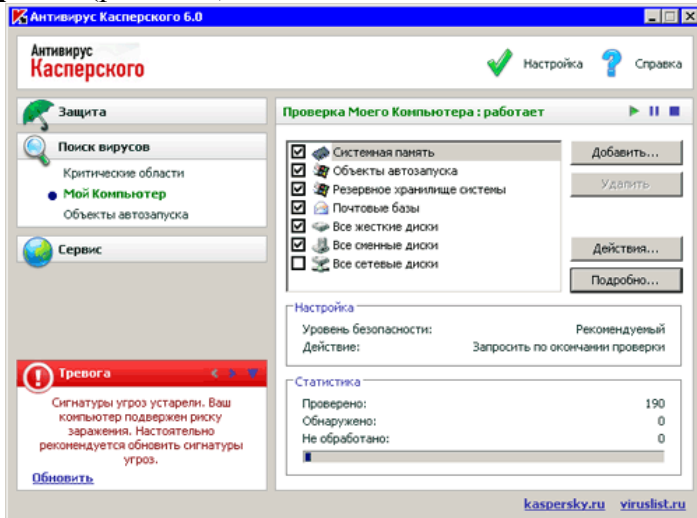 Антивирус Касперского 6.0
Антивирус
Касперского
Настройка
Справка
Защита
Поиск вирусов
Критические области
Мой Компьютер
Объекты автозапуска
Сервис
Тревога
Сигнатуры угроз устарели. Ваш
компьютер подвержен риску
заражения. Настоятельно
рекомендуется обновить сигнатуры
угроз.
Обновить
Проверка Моего Компьютера : работает
Системная память
Объекты автозапуска
Резервное хранилище системы
Почтовые базы
Все жесткие диски
Все сменные диски
Все сетевые диски
Добавить...
Удалить
Действия...
Подробно...
Настройка
Уровень безопасности: Рекомендуемый
Действие: Запросить по окончании проверки
Статистика
Проверено: 190
Обнаружено: 0
Не обработано: 0
kaspersky.ru viruslist.ru